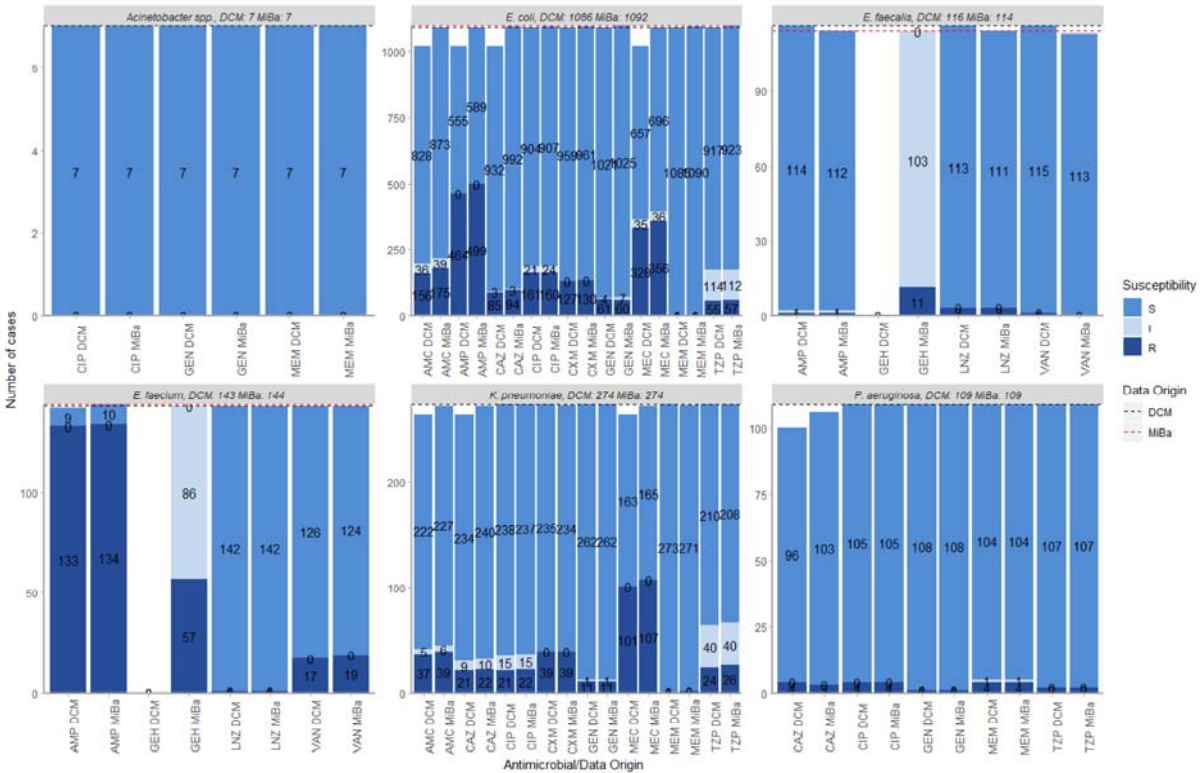 Acinetobacter spp., DCM: 7 MiBa: 7
6
4
2
0
7 7 7 7 7 7
CIP DCM
CIP MiBa
GEN DCM
GEN MiBa
MEM DCM
MEM MiBa
E. coli, DCM: 1086 MiBa: 1092
1000
750
500
250
0
828 873 555 589 932 992 904 907 959 961 1021 1025 657 696 1085 1090 917 923
36 39 0 0 3 3 21 24 0 0 4 7 35 36 114 112
156 175 464 499 85 94 161 160 127 130 61 60 328 356 55 57
AMC DCM
AMC MiBa
AMP DCM
AMP MiBa
CAZ DCM
CAZ MiBa
CIP DCM
CIP MiBa
CXM DCM
CXM MiBa
GEN DCM
GEN MiBa
MEC DCM
MEC MiBa
MEM DCM
MEM MiBa
TZP DCM
TZP MiBa
E. faecalis, DCM: 116 MiBa: 114
90
60
30
0
114 112 103 113 111 115 113
0
11
AMP DCM
AMP MiBa
GEH DCM
GEH MiBa
LNZ DCM
LNZ MiBa
VAN DCM
VAN MiBa
Number of cases
E. faecium, DCM: 143 MiBa: 144
100
50
0
9 10 0
0 0 86 142 142 126 124
133 134 0 57 0 0
17 19
AMP DCM
AMP MiBa
GEH DCM
GEH MiBa
LNZ DCM
LNZ MiBa
VAN DCM
VAN MiBa
K. pneumoniae, DCM: 274 MiBa: 274
200
100
0
222 227 234 240 238 237 235 234 262 262 163 165 273 271 210 208
5 6 9 10 15 15 0 0 1 1 0 0 40 40
37 39 21 22 21 22 39 39 11 11 101 107 24 26
AMC DCM
AMC MiBa
CAZ DCM
CAZ MiBa
CIP DCM
CIP MiBa
CXM DCM
CXM MiBa
GEN DCM
GEN MiBa
MEC DCM
MEC MiBa
MEM DCM
MEM MiBa
TZP DCM
TZP MiBa
P. aeruginosa, DCM: 109 MiBa: 109
100
75
50
25
0
96 103 105 105 108 108 104 104 107 107
CAZ DCM
CAZ MiBa
CIP DCM
CIP MiBa
GEN DCM
GEN MiBa
MEM DCM
MEM MiBa
TZP DCM
TZP MiBa
Antimicrobial/Data Origin
Susceptibility
S
I
R
Data Origin
DCM
MiBa